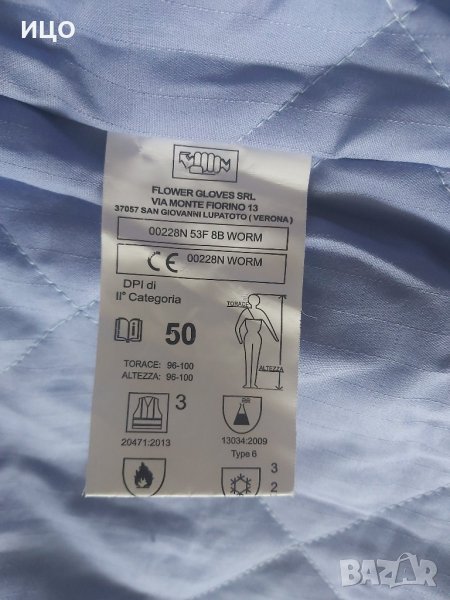 ицо
FLOWER GLOVES SRL
VIA MONTE FIORINO 13
37057 SAN GIOVANNI LUPATOTO ( VERONA )
00228N 53F 8B WORM
CE 00228N WORM
DPI di
II° Categoria
TORACE
i 50
ALTEZZA
TORACE: 96-100
ALTEZZA: 96-100
3
20471:2013
13034:2009
Type 6
3
2
BAZAR